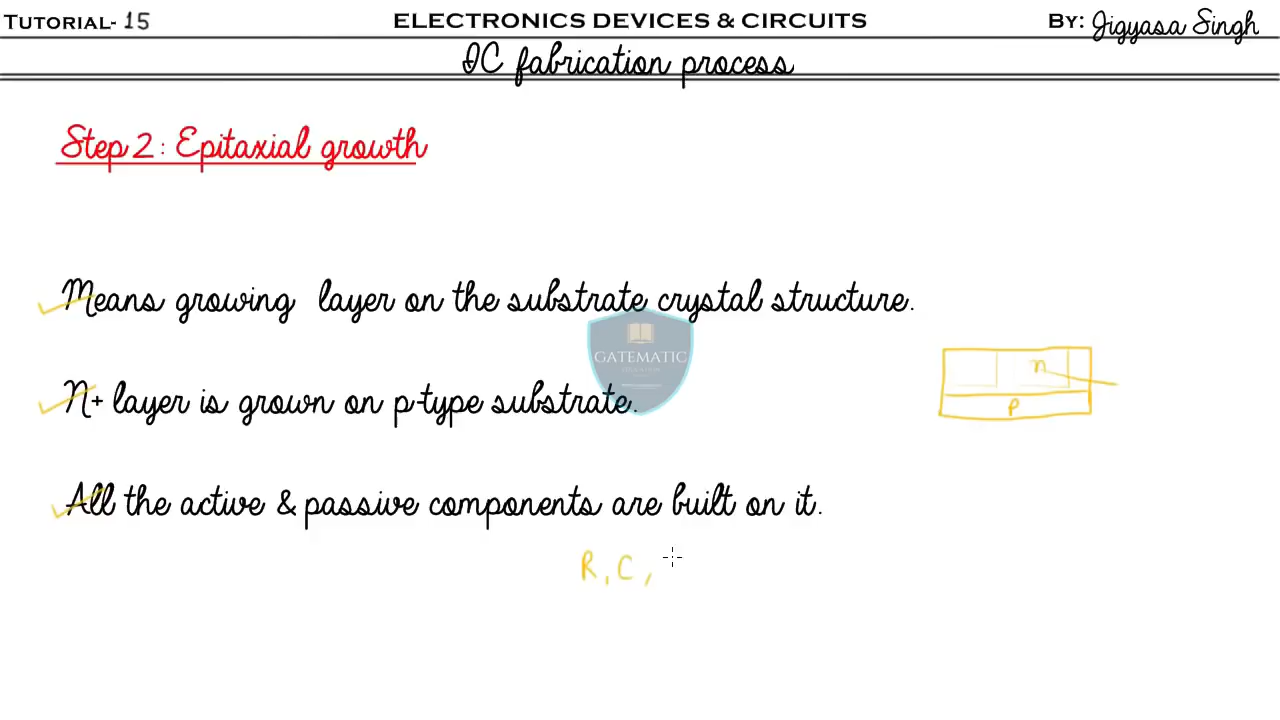 TUTORIAL- 15
ELECTRONICS DEVICES & CIRCUITS
BY: Jigyasa Singh
IC fabrication process
Step 2: Epitaxial growth
Means growing layer on the substrate crystal structure.
GATEMATIC
EDUCATION
n
N+ layer is grown on p-type substrate.
P
All the active & passive components are built on it.
R, C,